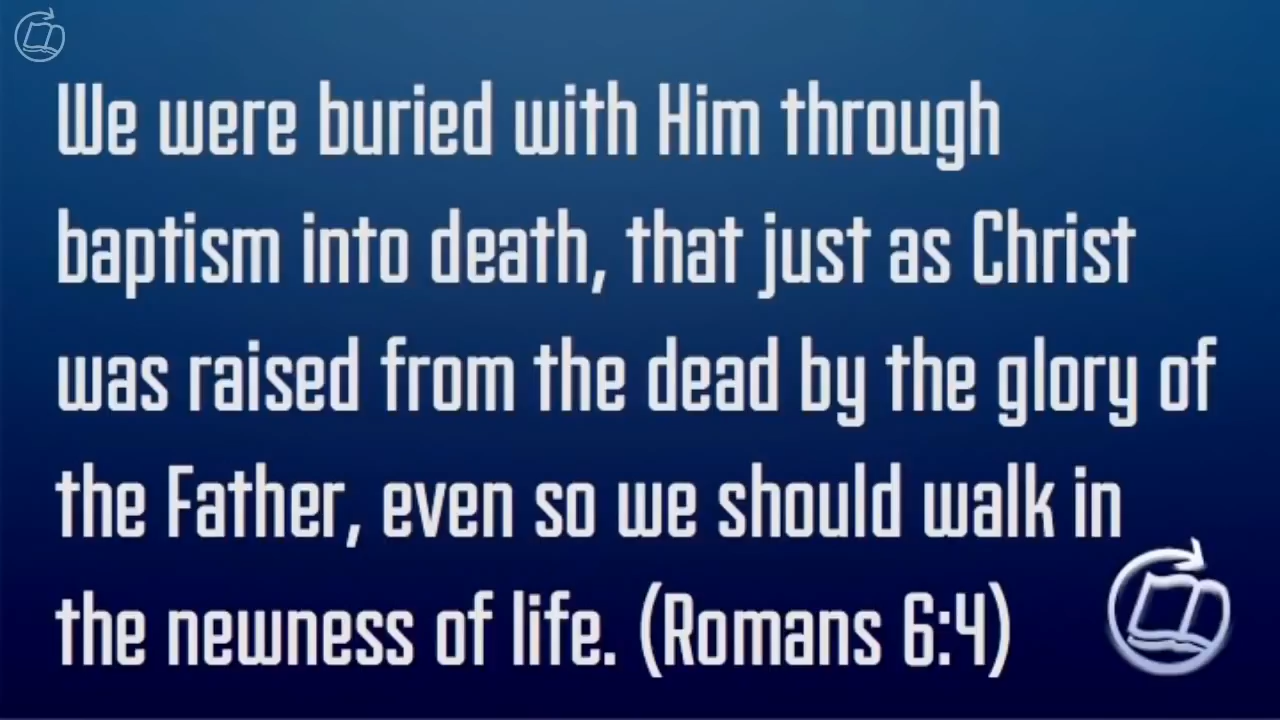 We were buried with Him through
baptism into death, that just as Christ
was raised from the dead by the glory of
the Father, even so we should walk in
the newness of life. (Romans 6:4)